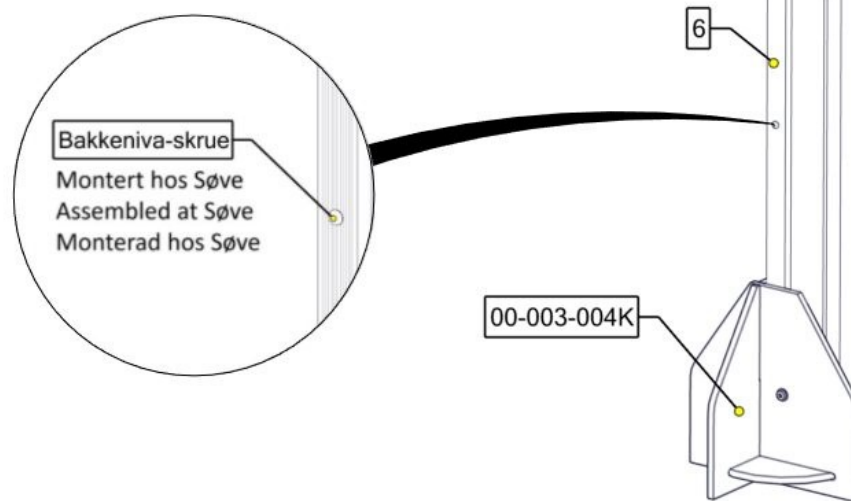 6
Bakkeniva-skrue
Montert hos Søve
Assembled at Søve
Monterad hos Søve
00-003-004K